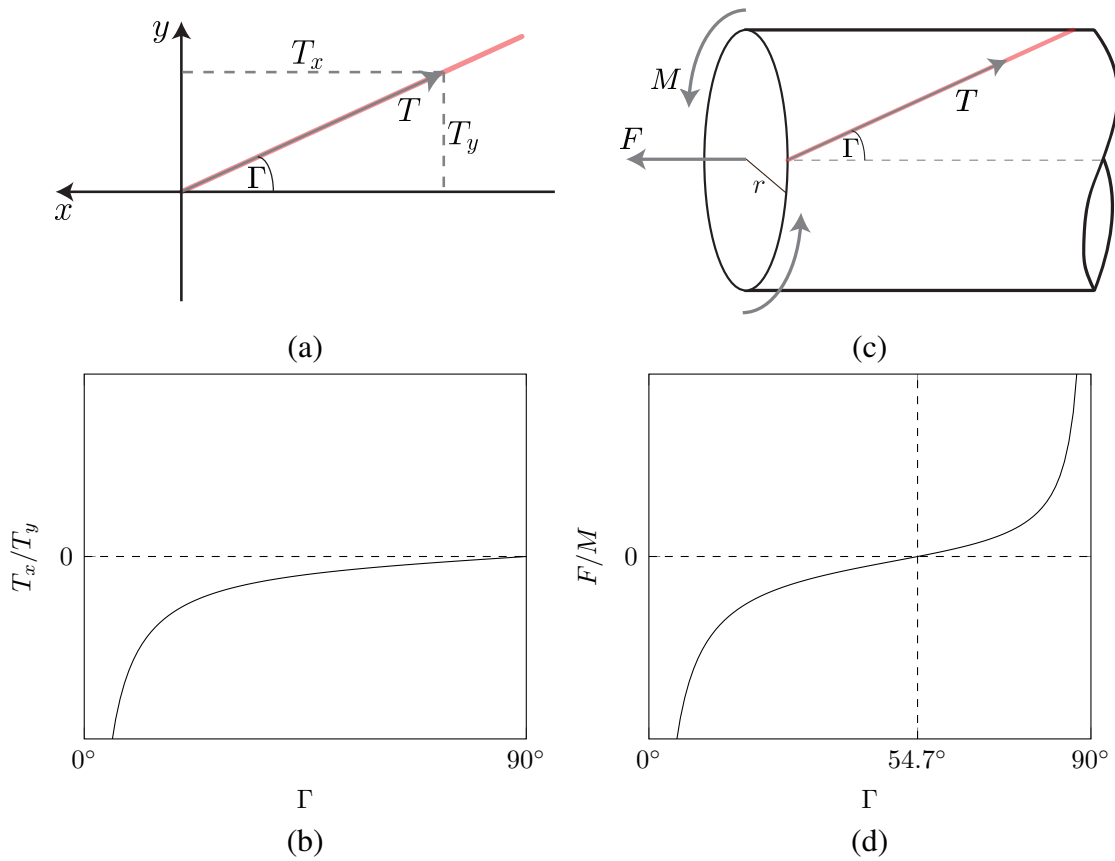 y
T_x
T
T_y
Γ
x
(a)
M
F
T
Γ
r
(c)
T_x/T_y
0
0°
90°
Γ
(b)
F/M
0
0°
54.7°
90°
Γ
(d)